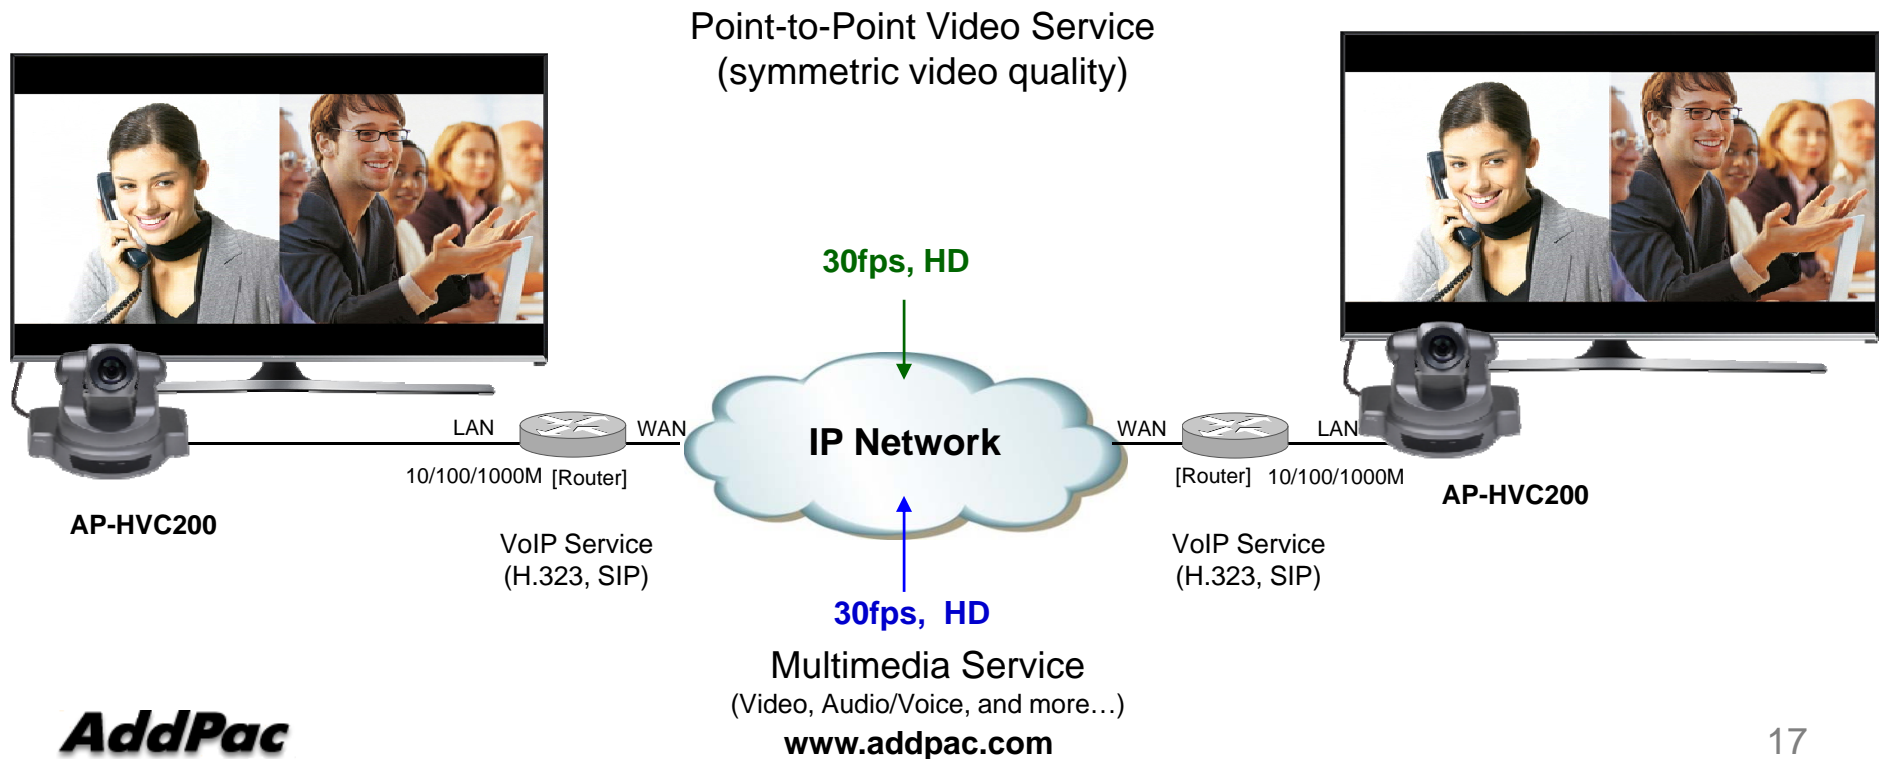 Point-to-Point Video Service
(symmetric video quality)
30fps, HD
LAN
WAN
IP Network
WAN
LAN
10/100/1000M
[Router]
[Router]
10/100/1000M
AP-HVC200
AP-HVC200
VoIP Service
(H.323, SIP)
VoIP Service
(H.323, SIP)
30fps, HD
Multimedia Service
(Video, Audio/Voice, and more…)
www.addpac.com
AddPac
17